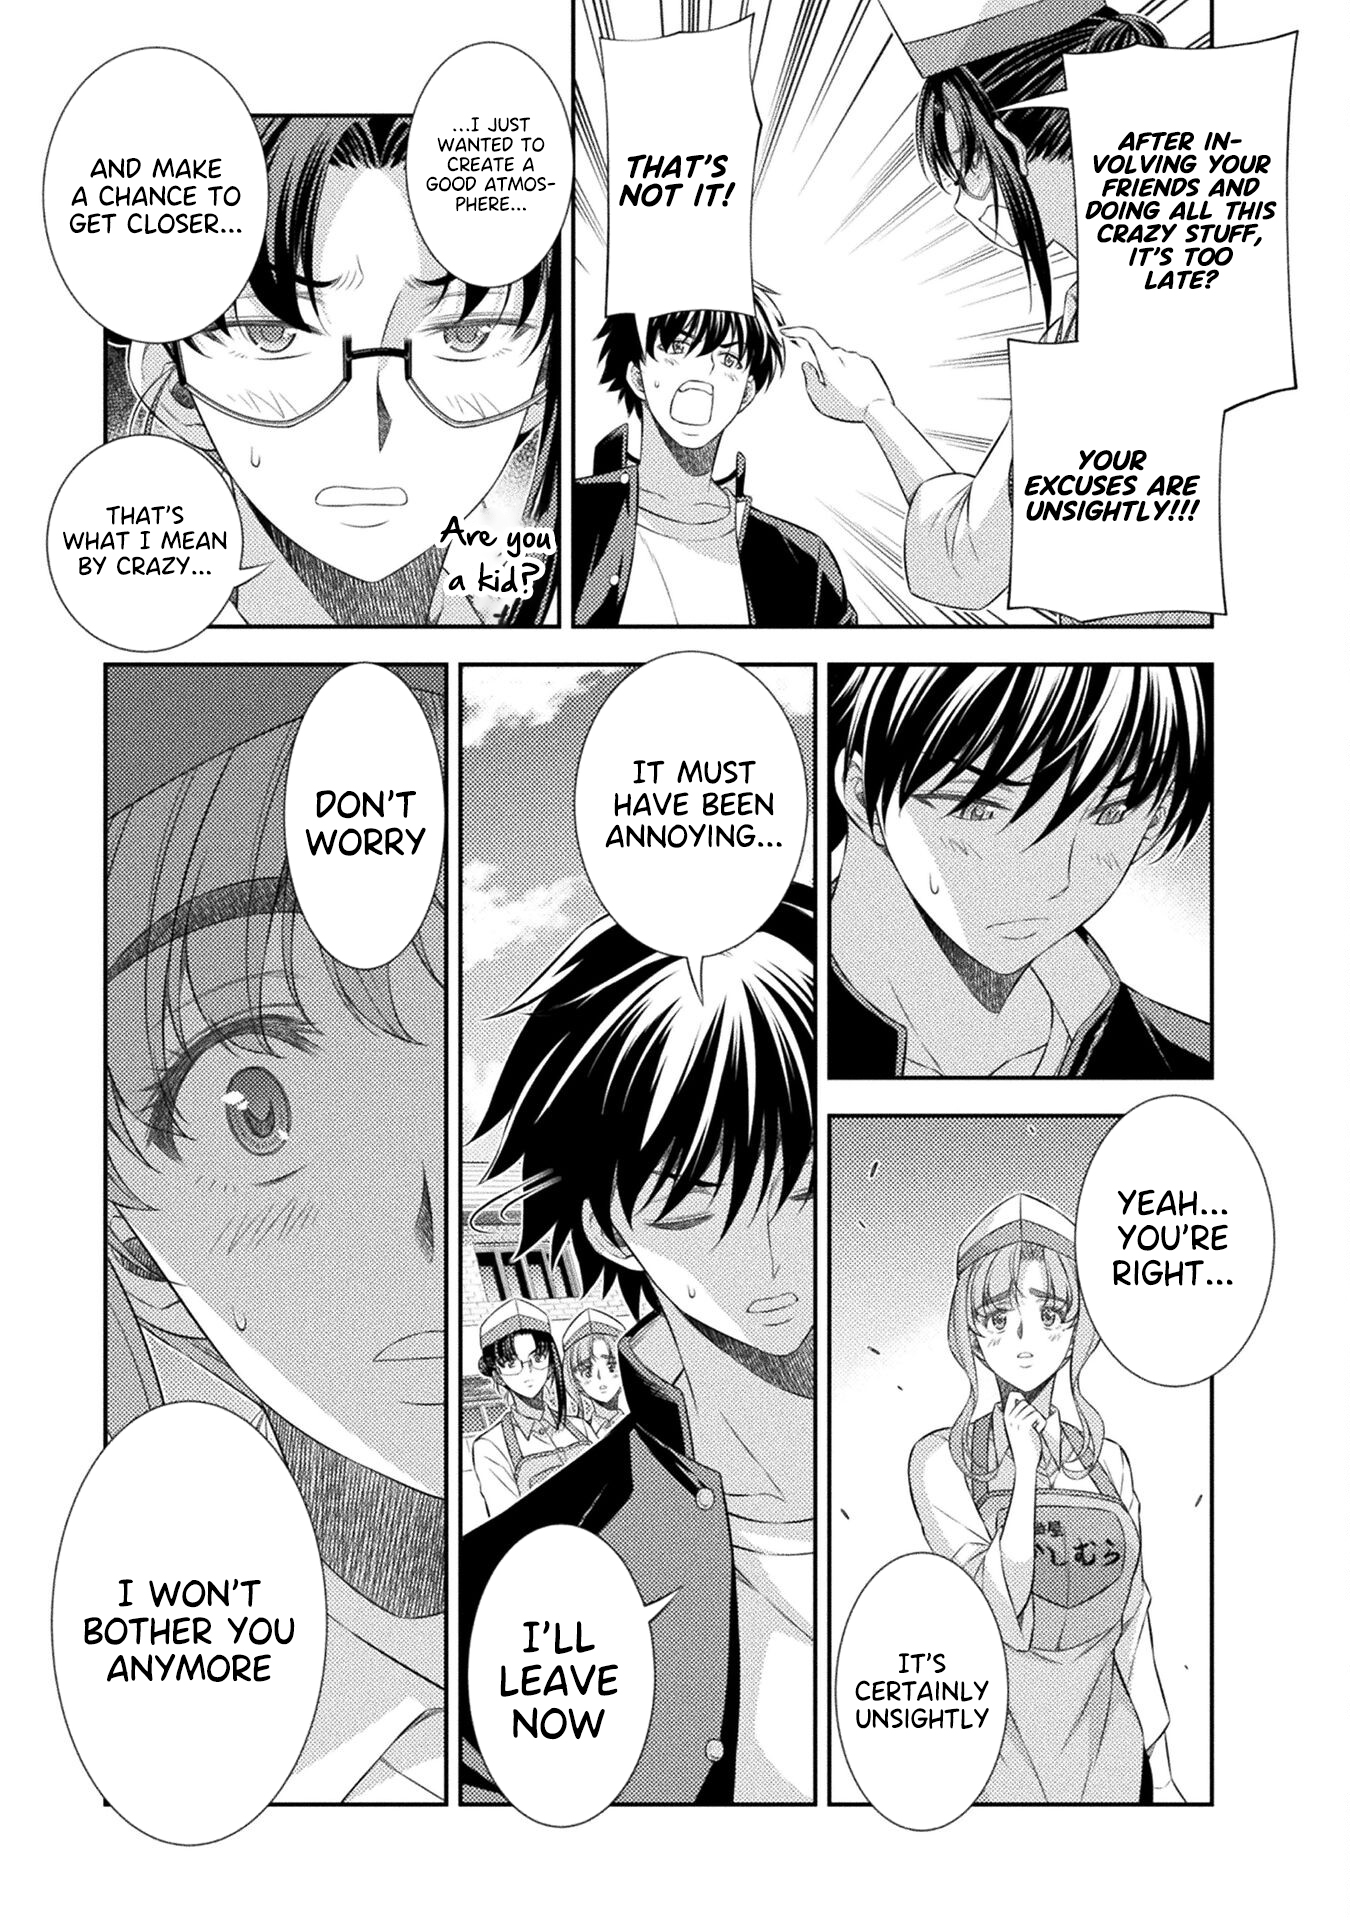 AFTER IN-
VOLVING YOUR
FRIENDS AND
DOING ALL THIS
CRAZY STUFF,
IT'S TOO
LATE?
YOUR
EXCUSES ARE
UNSIGHTLY!!!
THAT'S
NOT IT!
...I JUST
WANTED TO
CREATE A
GOOD ATMOS-
PHERE...
AND MAKE
A CHANCE TO
GET CLOSER...
THAT'S
WHAT I MEAN
BY CRAZY...
Are you
a kid?
YEAH...
YOU'RE
RIGHT...
しむら
IT'S
CERTAINLY
UNSIGHTLY
IT MUST
HAVE BEEN
ANNOYING...
I'LL
LEAVE
NOW
DON'T
WORRY
I WON'T
BOTHER YOU
ANYMORE